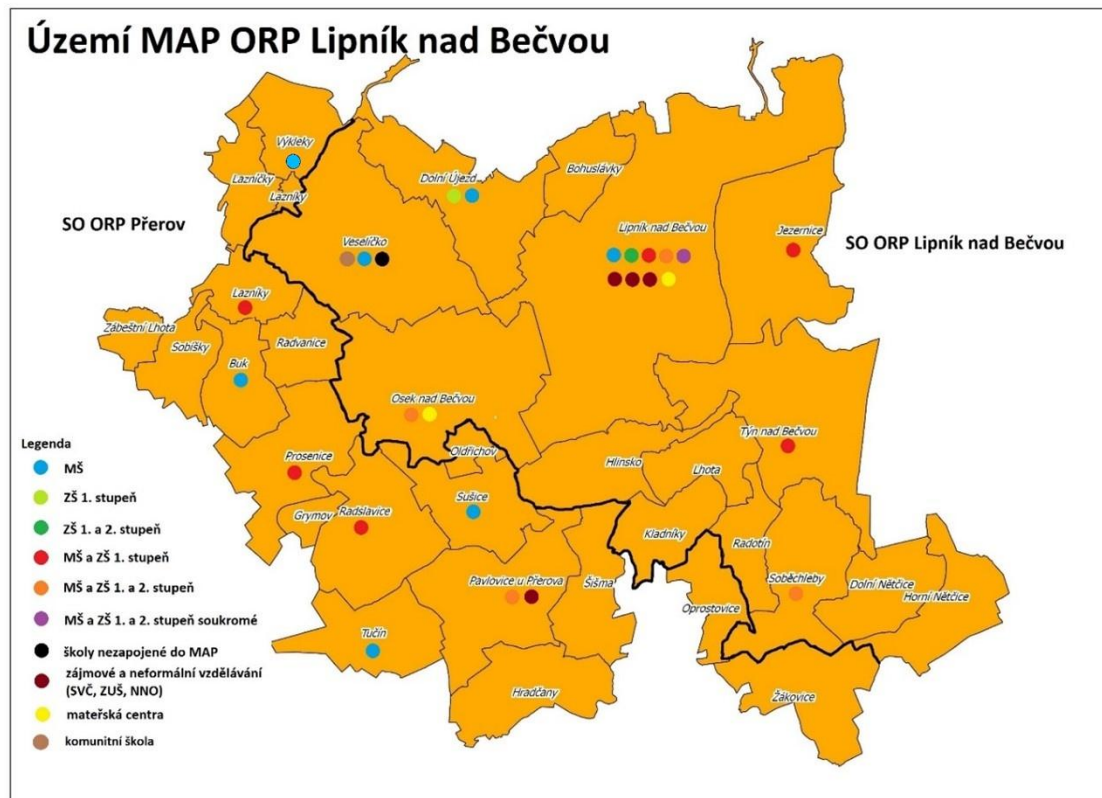 Území MAP ORP Lipník nad Bečvou
Výkleky
Bohuslávky
Lazničky
Dolní Újezd
Lazníky
SO ORP Přerov
Lipník nad Bečvou
Jezernice
Veselíčko
SO ORP Lipník nad Bečvou
Lazníky
Zábeštní Lhota
Sobíšky
Radvanice
Buk
Osek nad Bečvou
Týn nad Bečvou
Oldřichov
Hlinsko
Lhota
Prosenice
Sušice
Grymov
Radslavice
Kladníky
Radotín
Pavlovice u Přerova
Šišma
Soběchleby
Dolní Nětčice
Horní Nětčice
Oprostovice
Tučín
Hradčany
Žákovice
Legenda
MŠ
ZŠ 1. stupeň
ZŠ 1. a 2. stupeň
MŠ a ZŠ 1. stupeň
MŠ a ZŠ 1. a 2. stupeň
MŠ a ZŠ 1. a 2. stupeň soukromé
školy nezapojené do MAP
zájmové a neformální vzdělávání
(SVČ, ZUŠ, NNO)
mateřská centra
komunitní škola